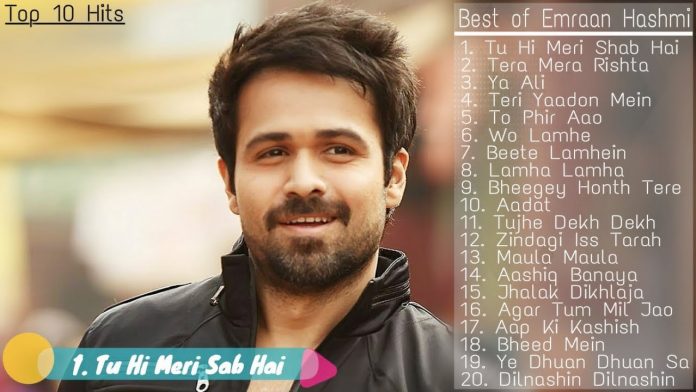 Top 10 Hits
Best of Emraan Hashmi
1. Tu Hi Meri Shab Hai
2. Tera Mera Rishta
3. Ya Ali
4. Teri Yaadon Mein
5. To Phir Aao
6. Wo Lamhe
7. Beete Lamhein
8. Lamha Lamha
9. Bheegey Honth Tere
10. Aadat
11. Tujhe Dekh Dekh
12. Zindagi Iss Tarah
13. Maula Maula
14. Aashiq Banaya
15. Jhalak Dikhlaja
16. Agar Tum Mil Jao
17. Aap Ki Kashish
18. Bheed Mein
19. Ye Dhuan Dhuan Sa
20. Dilnashin Dilnashin
1. Tu Hi Meri Sab Hai